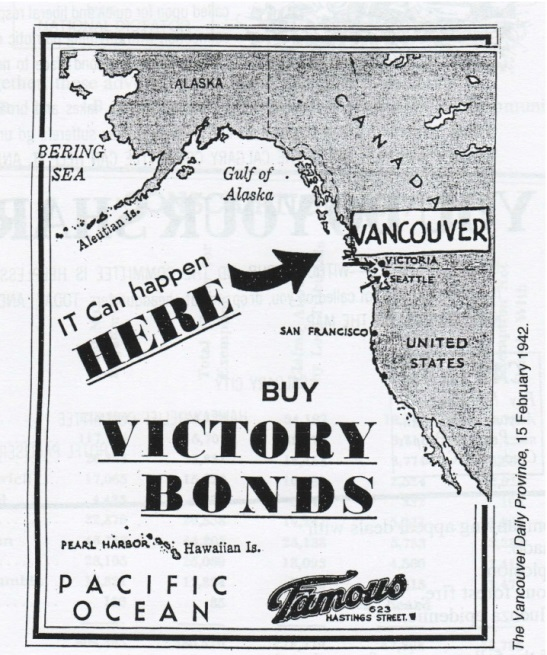 ALASKA
CANADA
BERING
SEA
Gulf of
Alaska
Aleutian Is.
VANCOUVER
VICTORIA
SEATTLE
IT Can happen
HERE
SAN FRANCISCO
UNITED
STATES
BUY
VICTORY
BONDS
PEARL HARBOR
Hawaiian Is.
PACIFIC
OCEAN
Famous
623
HASTINGS STREET. W
The Vancouver Daily Province, 15 February 1942.